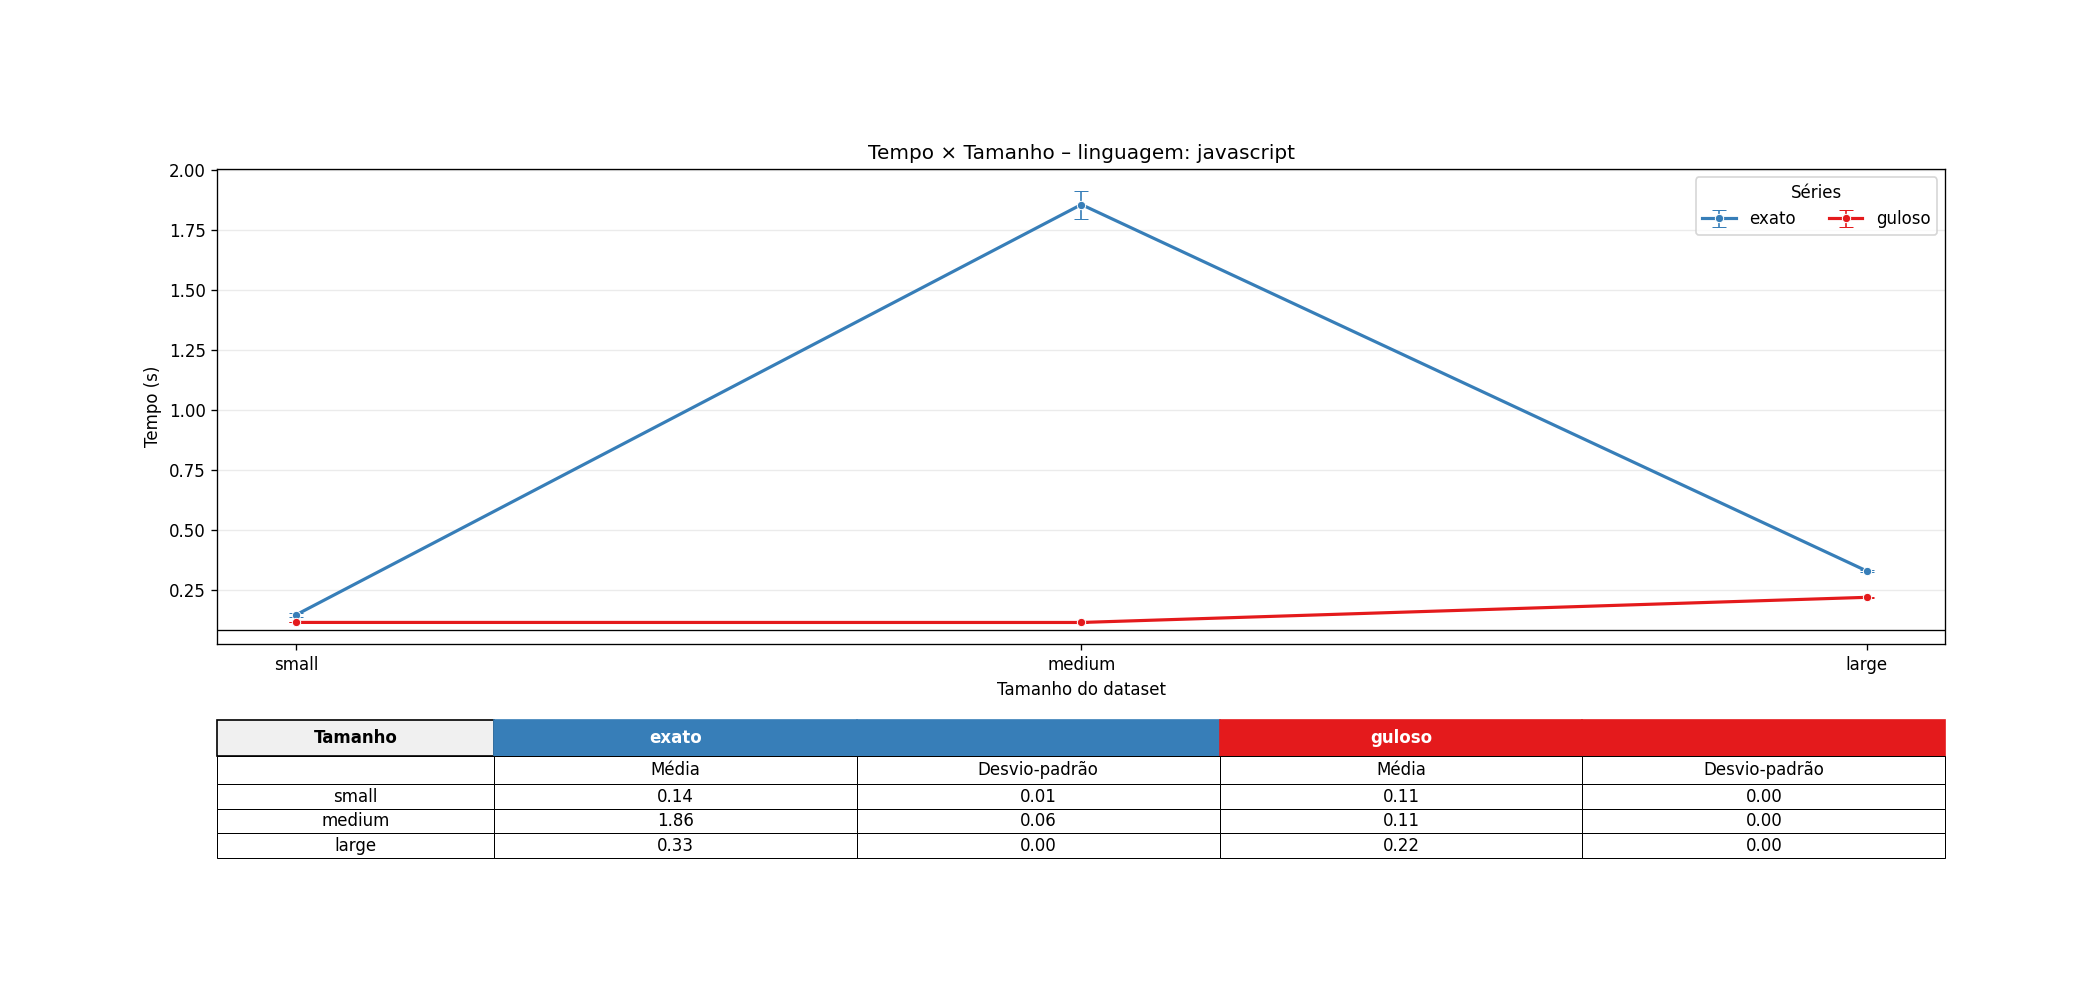 Tempo × Tamanho – linguagem: javascript
2.00
1.75
1.50
1.25
1.00
0.75
0.50
0.25
Tempo (s)
Séries
exato guloso
small medium large
Tamanho do dataset
Tamanho exato guloso
Média Desvio-padrão Média Desvio-padrão
small 0.14 0.01 0.11 0.00
medium 1.86 0.06 0.11 0.00
large 0.33 0.00 0.22 0.00